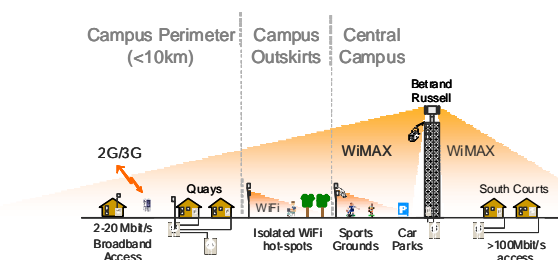 Campus Perimeter
(<10km)
Campus
Outskirts
Central
Campus
Betrand
Russell
2G/3G
WiMAX
WiMAX
Quays
WiFi
South Courts
P
2-20 Mbit/s
Broadband
Access
Isolated WiFi
hot-spots
Sports
Grounds
Car
Parks
>100Mbit/s
access